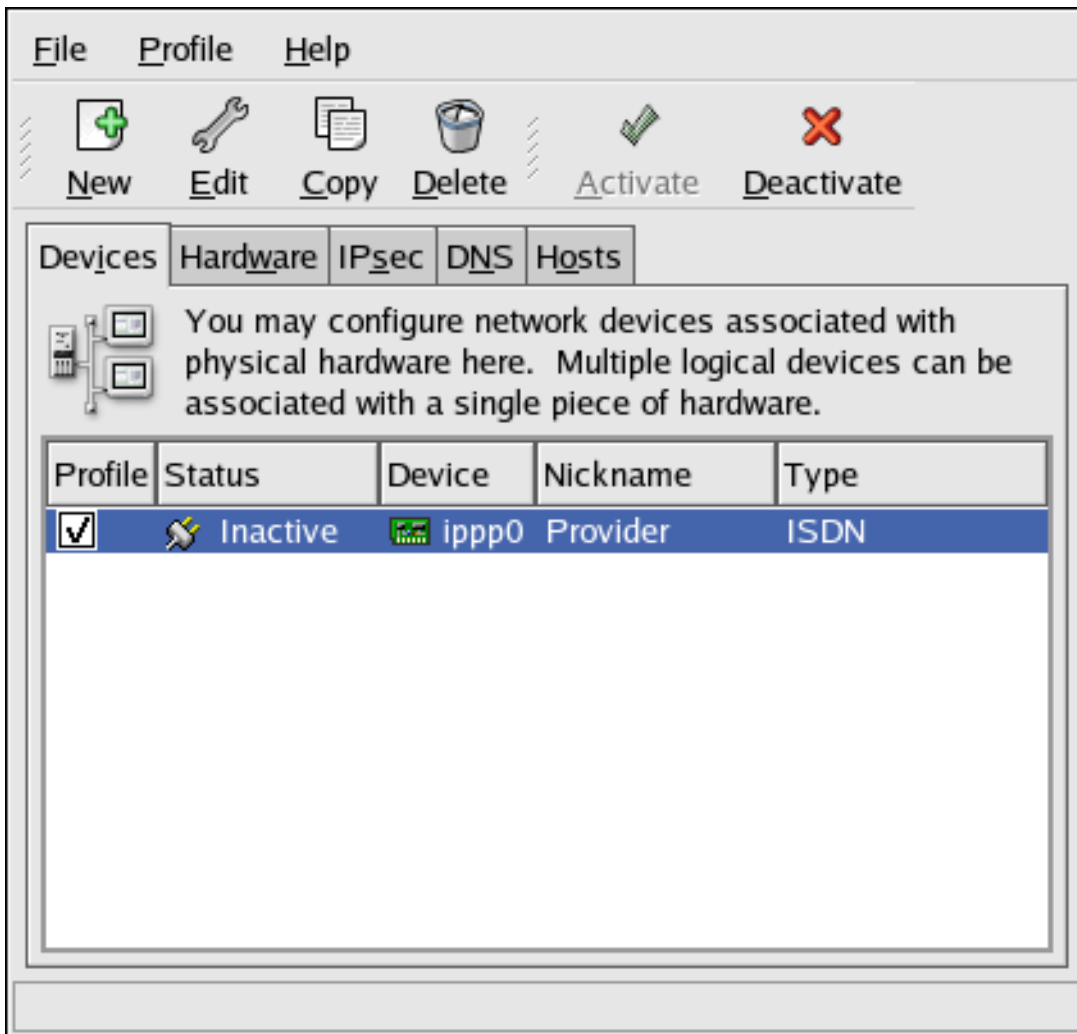 File Profile Help
New Edit Copy Delete Activate Deactivate
Devices Hardware IPsec DNS Hosts
You may configure network devices associated with
physical hardware here.  Multiple logical devices can be
associated with a single piece of hardware.
Profile Status Device Nickname Type
Inactive ippp0 Provider ISDN